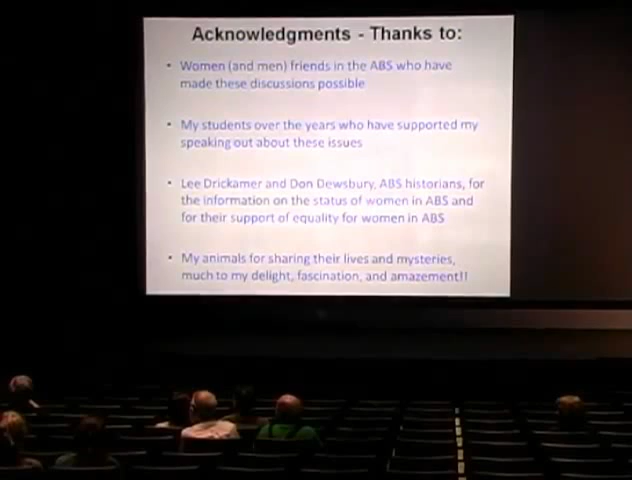 Acknowledgments - Thanks to:
• Women (and men) friends in the ABS who have
made these discussions possible
• My students over the years who have supported my
speaking out about these issues
• Lee Drickamer and Don Dewsbury, ABS historians, for
the information on the status of women in ABS and
for their support of equality for women in ABS
• My animals for sharing their lives and mysteries,
much to my delight, fascination, and amazement!!